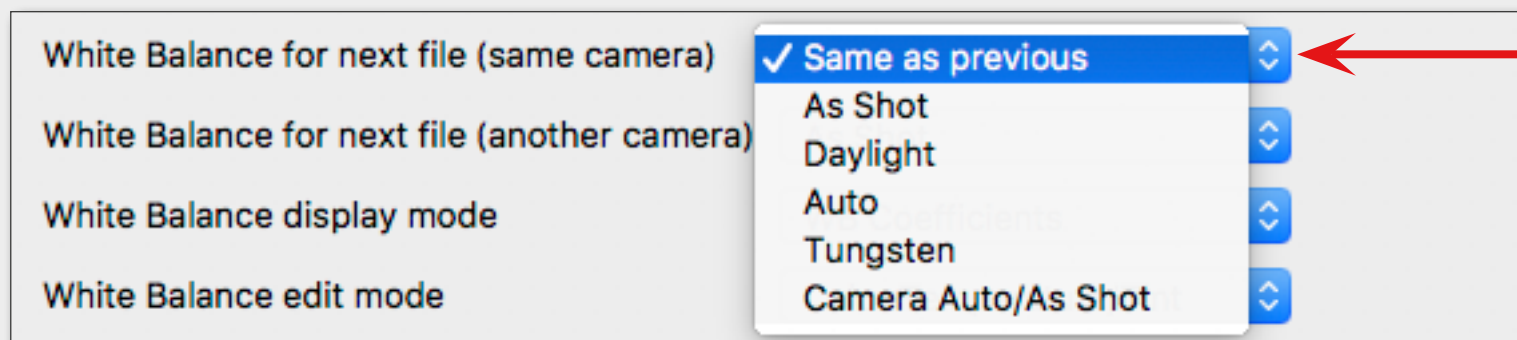 White Balance for next file (same camera)
✓ Same as previous
As Shot
White Balance for next file (another camera)
Daylight
White Balance display mode
Auto
Tungsten
White Balance edit mode
Camera Auto/As Shot